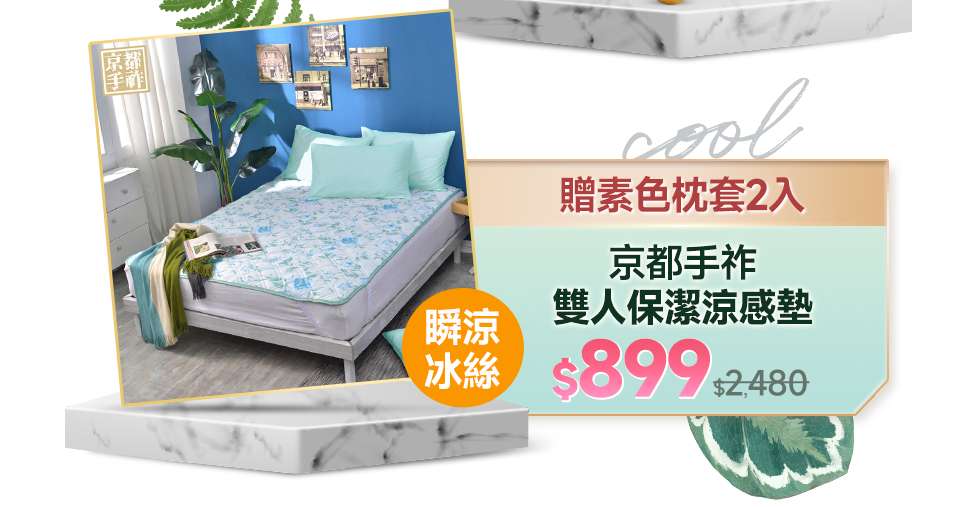 京都
手祚
cool
贈素色枕套2入
京都手祚
雙人保潔涼感墊
瞬涼
冰絲
$899 $2,480